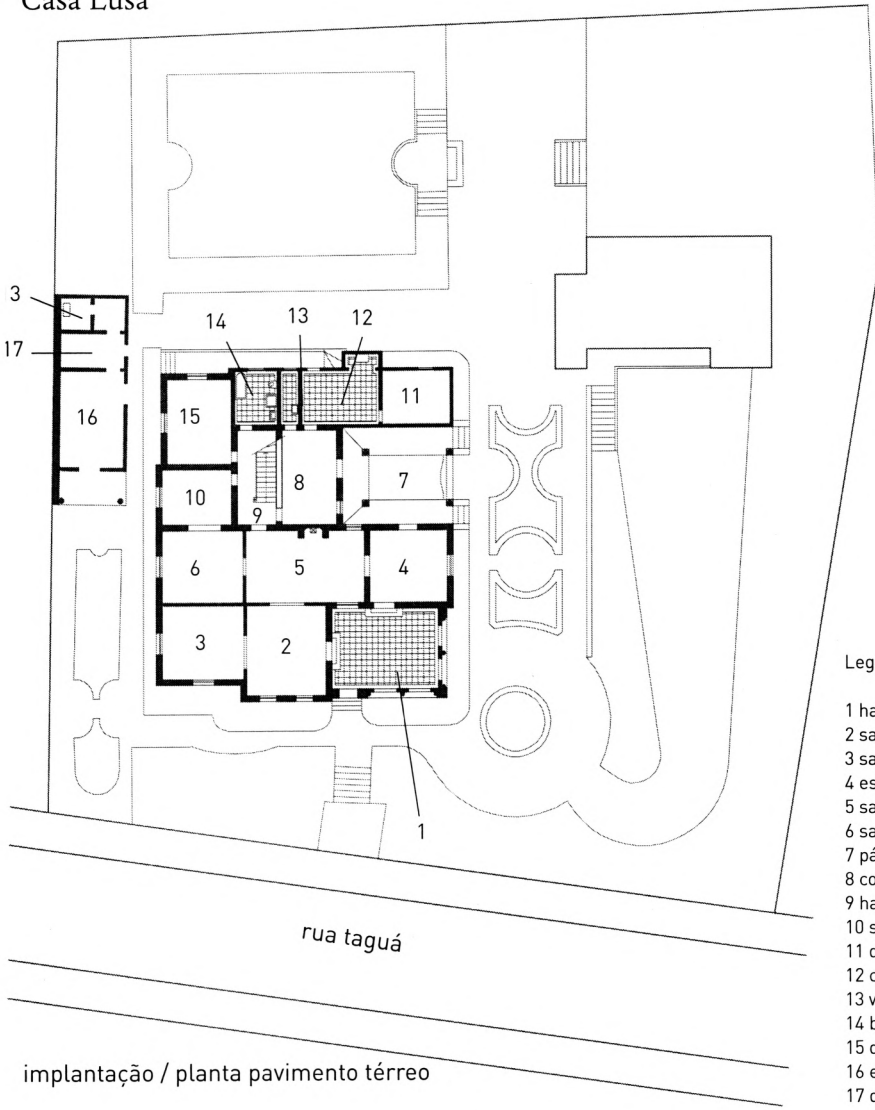 Casa Lusa
3
17
16
14
13
12
15
11
10
9
8
7
6
5
4
3
2
1
rua taguá
implantação / planta pavimento térreo
Leg
1 ha
2 sa
3 sa
4 es
5 sa
6 sa
7 pá
8 co
9 ha
10 s
11
12
13
14 b
15
16 e
17